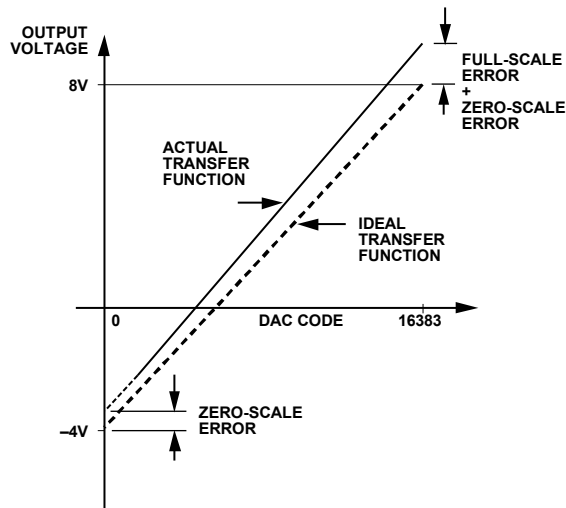 OUTPUT
VOLTAGE
8V
FULL-SCALE
ERROR
+
ZERO-SCALE
ERROR
ACTUAL
TRANSFER
FUNCTION
IDEAL
TRANSFER
FUNCTION
0
DAC CODE
16383
ZERO-SCALE
ERROR
–4V